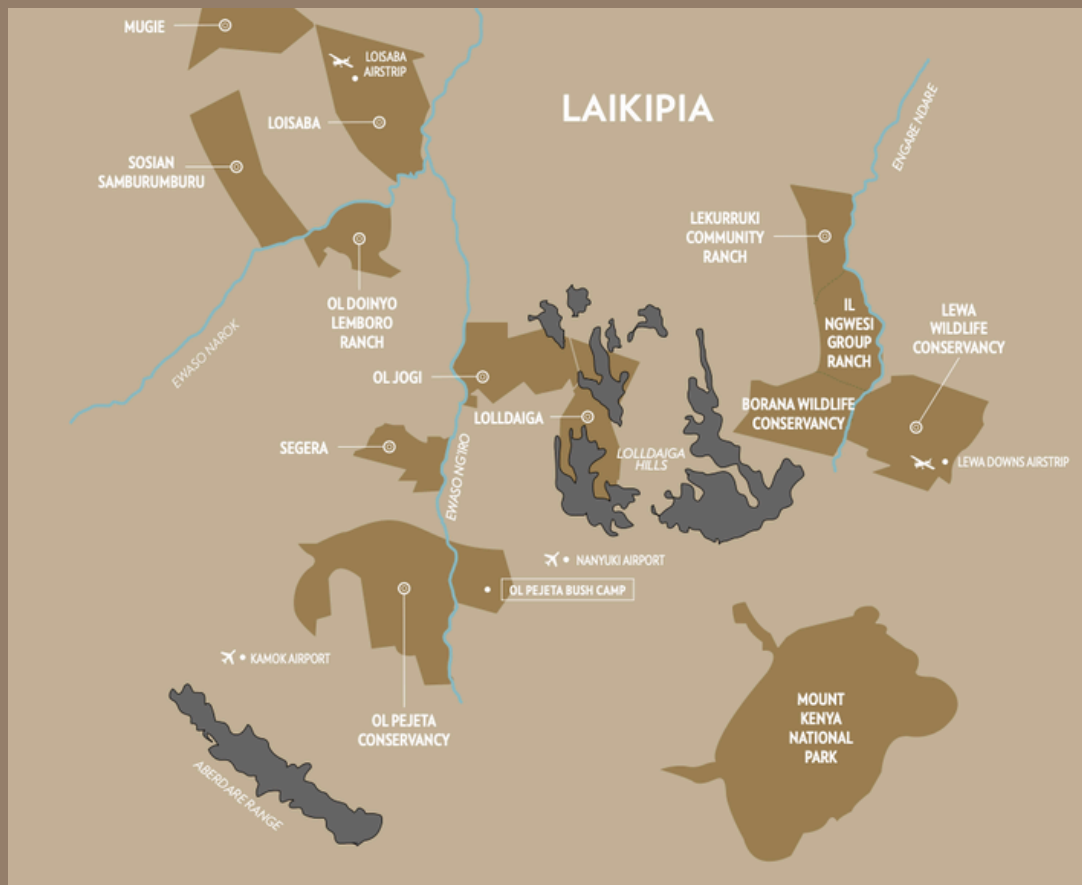 MUGIE
LOISABA
AIRSTRIP
LAIKIPIA
LOISABA
ENGARE NDARE
SOSIAN
SAMBURUMBURU
LEKURRUKI
COMMUNITY
RANCH
OL DOINYO
LEMBORO
RANCH
IL
NGWESI
GROUP
RANCH
LEWA
WILDLIFE
CONSERVANCY
EWASO NAROK
OL JOGI
BORANA WILDLIFE
CONSERVANCY
LOLLDAIGA
SEGERA
EWASO NG'IRO
LOLLDAIGA
HILLS
LEWA DOWNS AIRSTRIP
NANYUKI AIRPORT
OL PEJETA BUSH CAMP
KAMOK AIRPORT
OL PEJETA
CONSERVANCY
MOUNT
KENYA
NATIONAL
PARK
ABERDARE RANGE